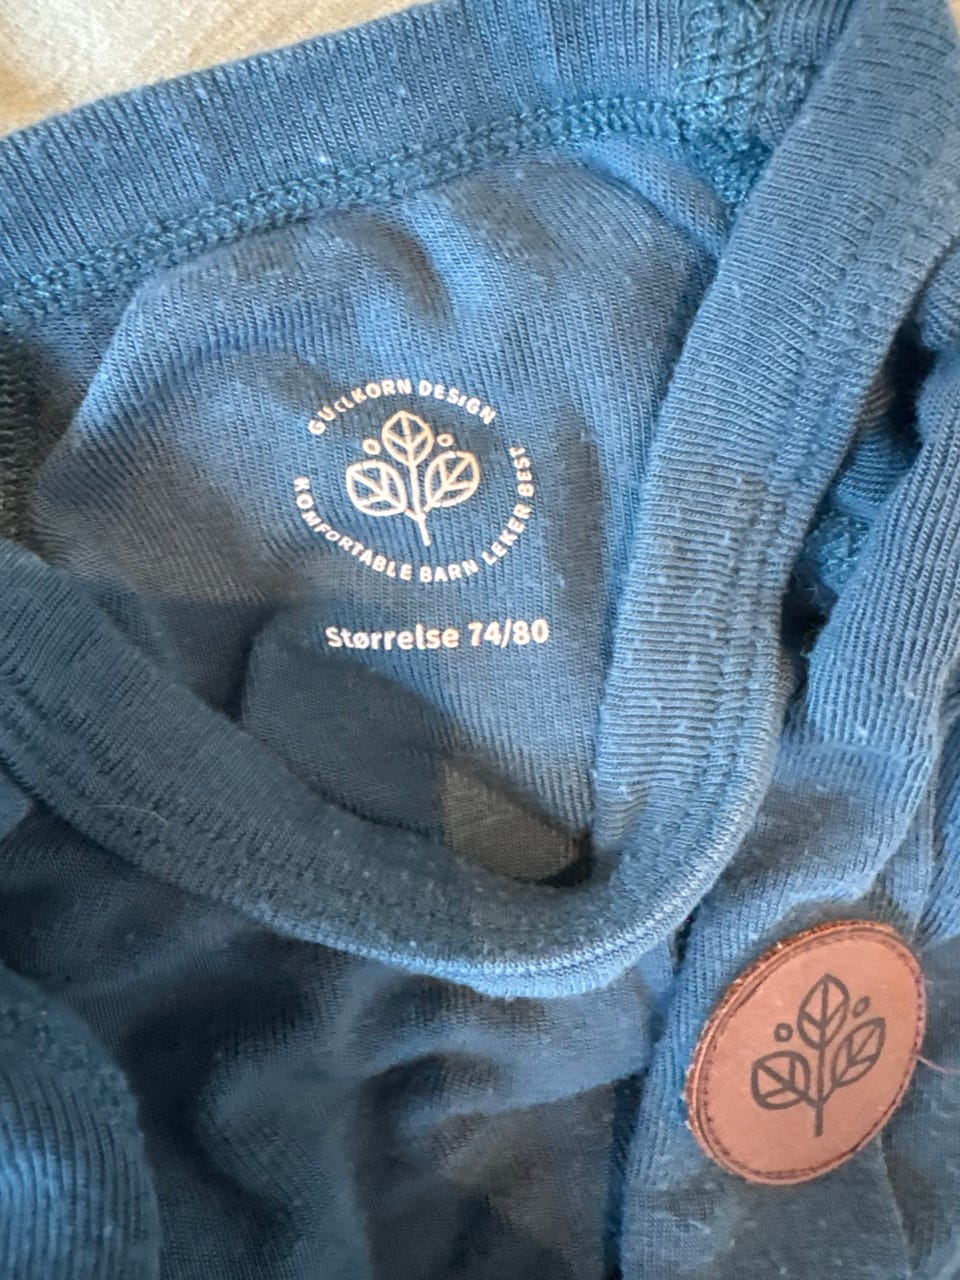 GULLKORN DESIGN
KOMFORTABLE BARN LEKER BEST
Størrelse 74/80